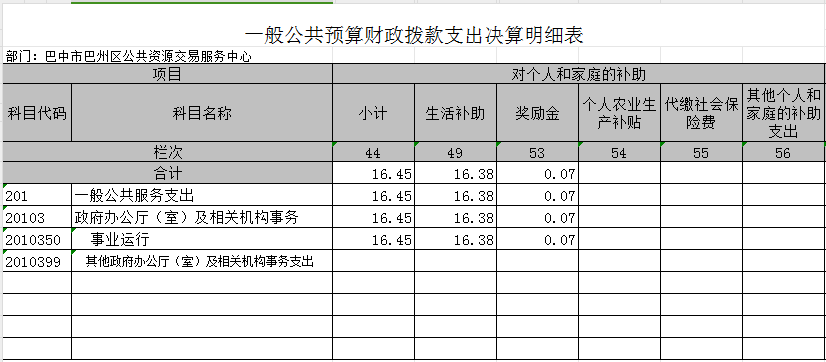 一般公共预算财政拨款支出决算明细表
部门：巴中市巴州区公共资源交易服务中心
项目 对个人和家庭的补助
科目代码 科目名称 小计 生活补助 奖励金 个人农业生产补贴 代缴社会保险费 其他个人和家庭的补助支出
栏次 44 49 53 54 55 56
合计 16.45 16.38 0.07
201 一般公共服务支出 16.45 16.38 0.07
20103 政府办公厅（室）及相关机构事务 16.45 16.38 0.07
2010350 事业运行 16.45 16.38 0.07
2010399 其他政府办公厅（室）及相关机构事务支出